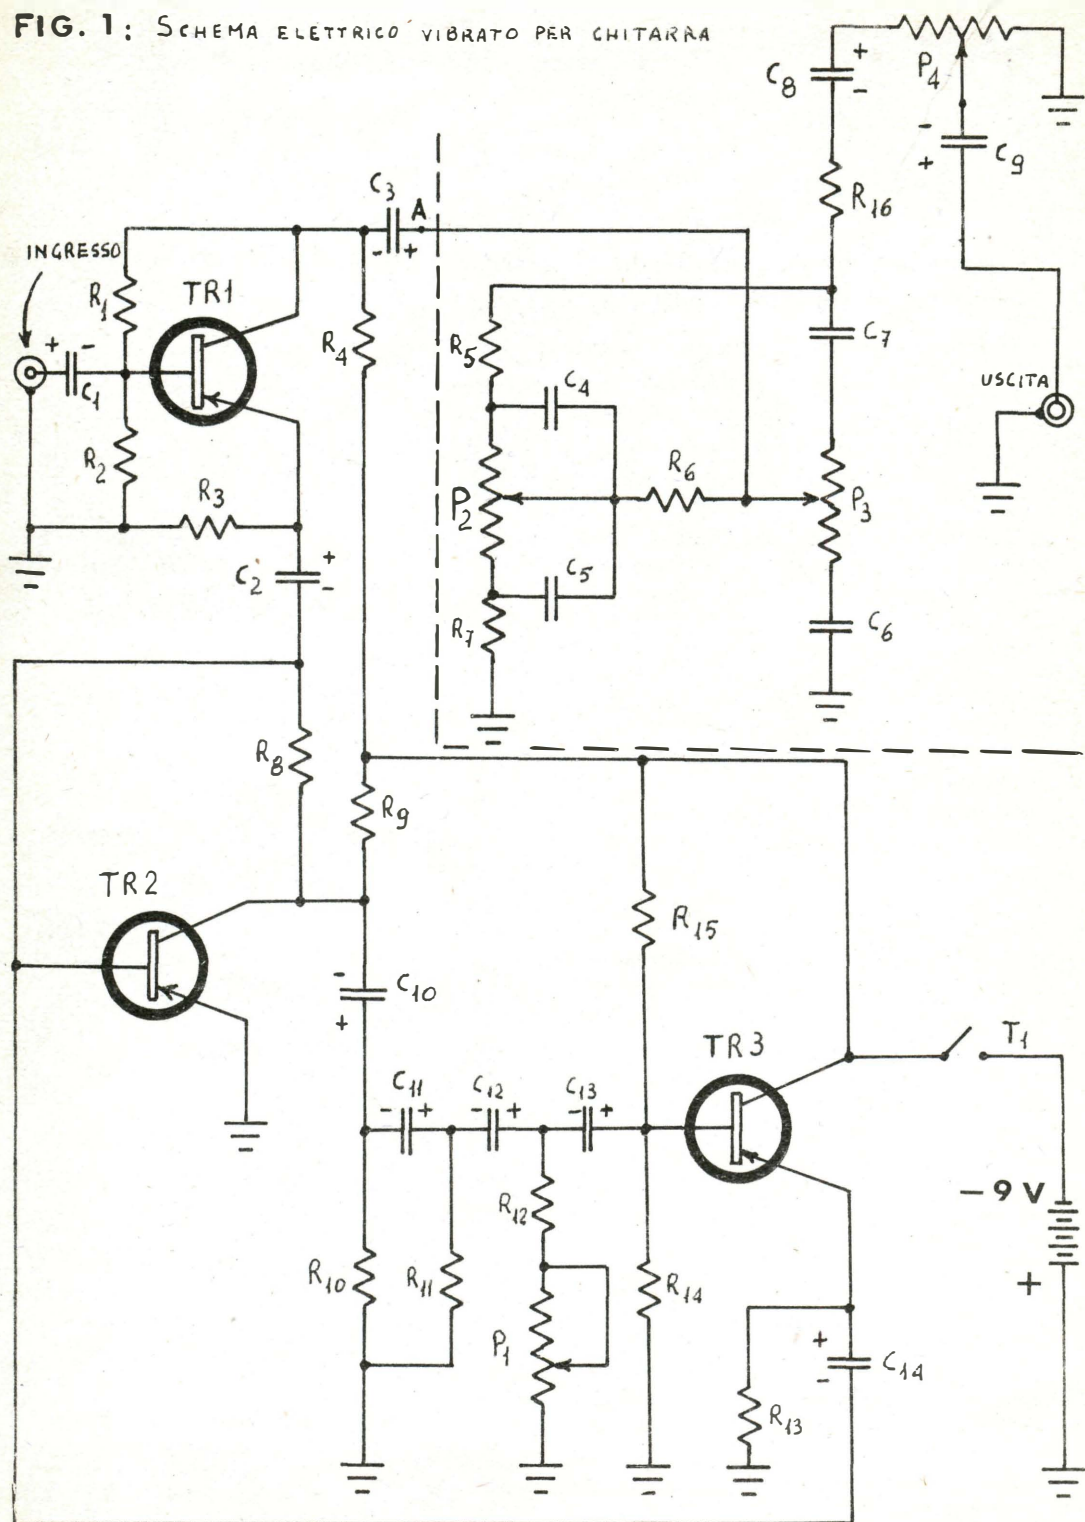 FIG. 1: SCHEMA ELETTRICO VIBRATO PER CHITARRA
C8 + -
P4
- + C9
R16
C3 - + A
INGRESSO
R1
TR1
R4
R5
C4
C7
+ - C1
USCITA
R2
R3
P2
R6
P3
C2 + -
C5
R7
C6
R8
R9
TR2
R15
- C10 +
TR3
T1
C11 - +
C12 - +
C13 - +
R12
- 9 V
+
R10
R11
R14
P1
+ - C14
R13